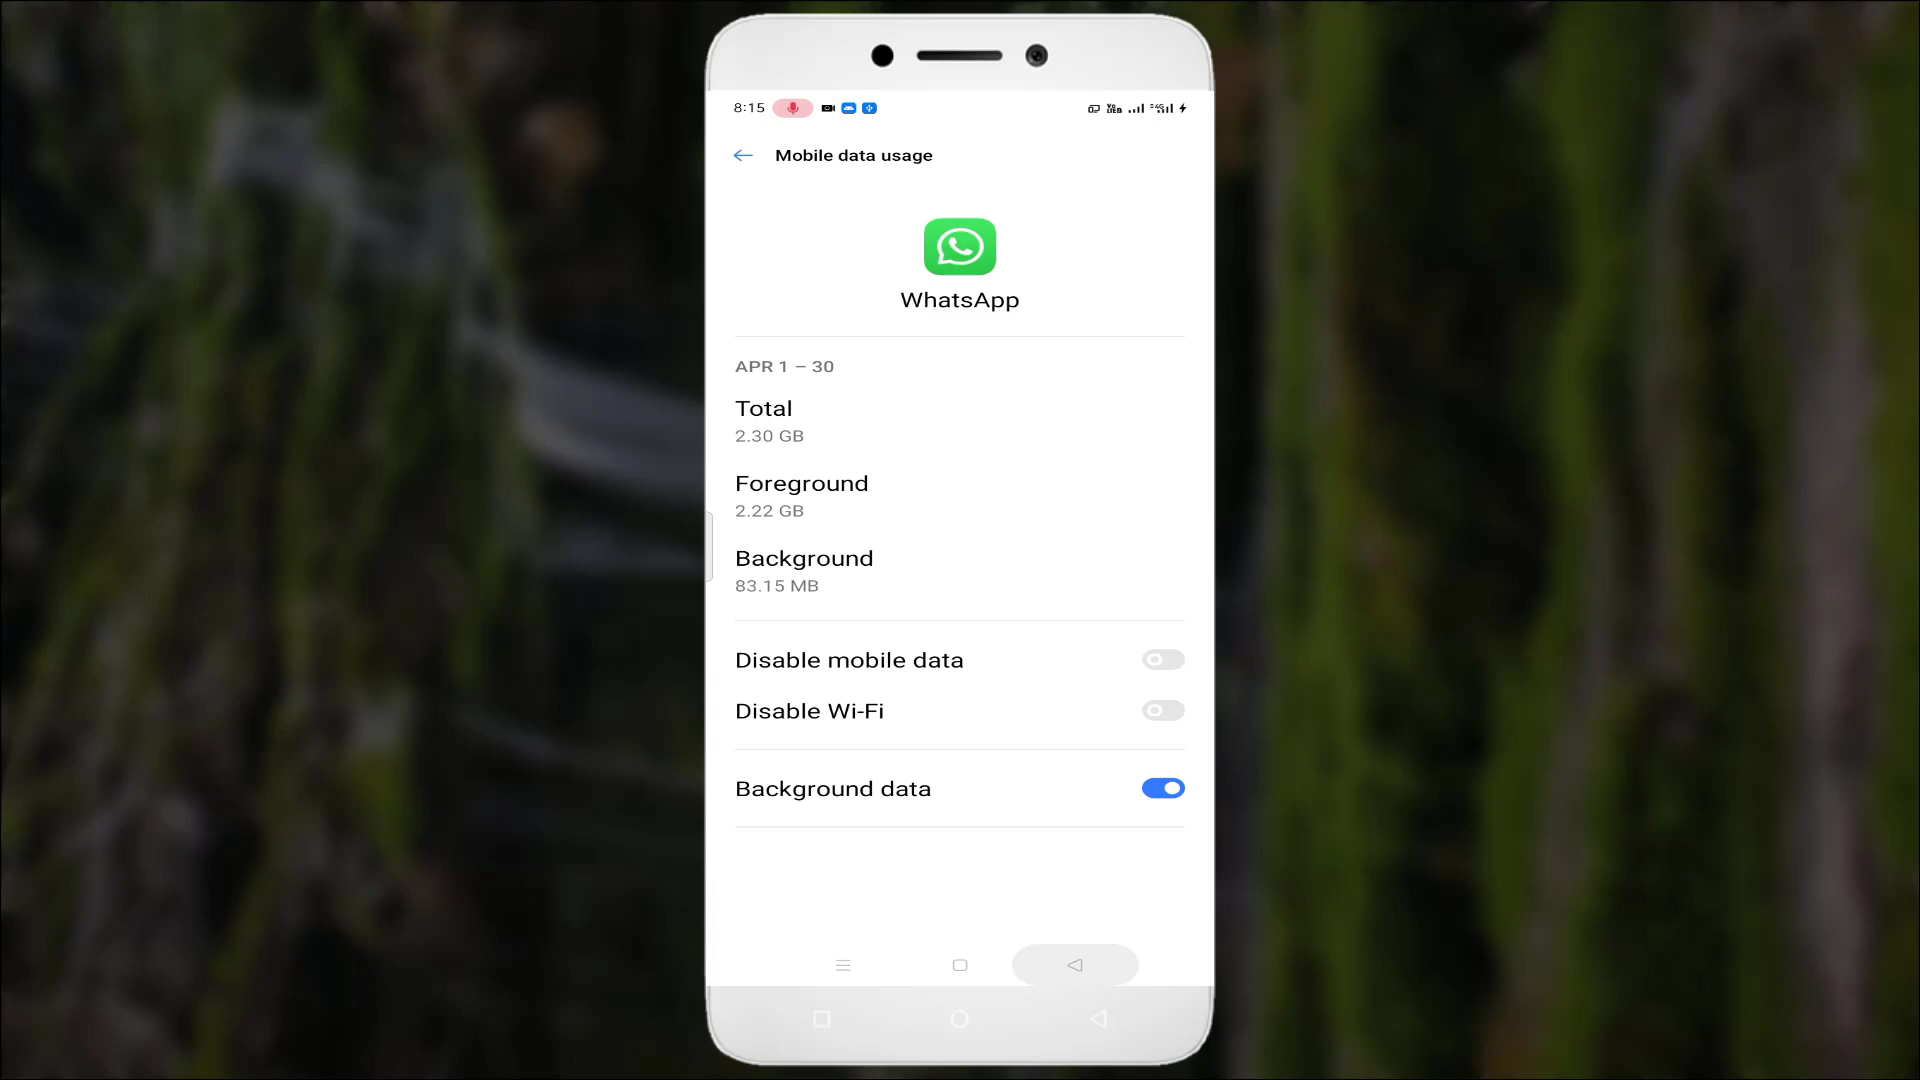 8:15
Mobile data usage
WhatsApp
APR 1 – 30
Total
2.30 GB
Foreground
2.22 GB
Background
83.15 MB
Disable mobile data
Disable Wi-Fi
Background data